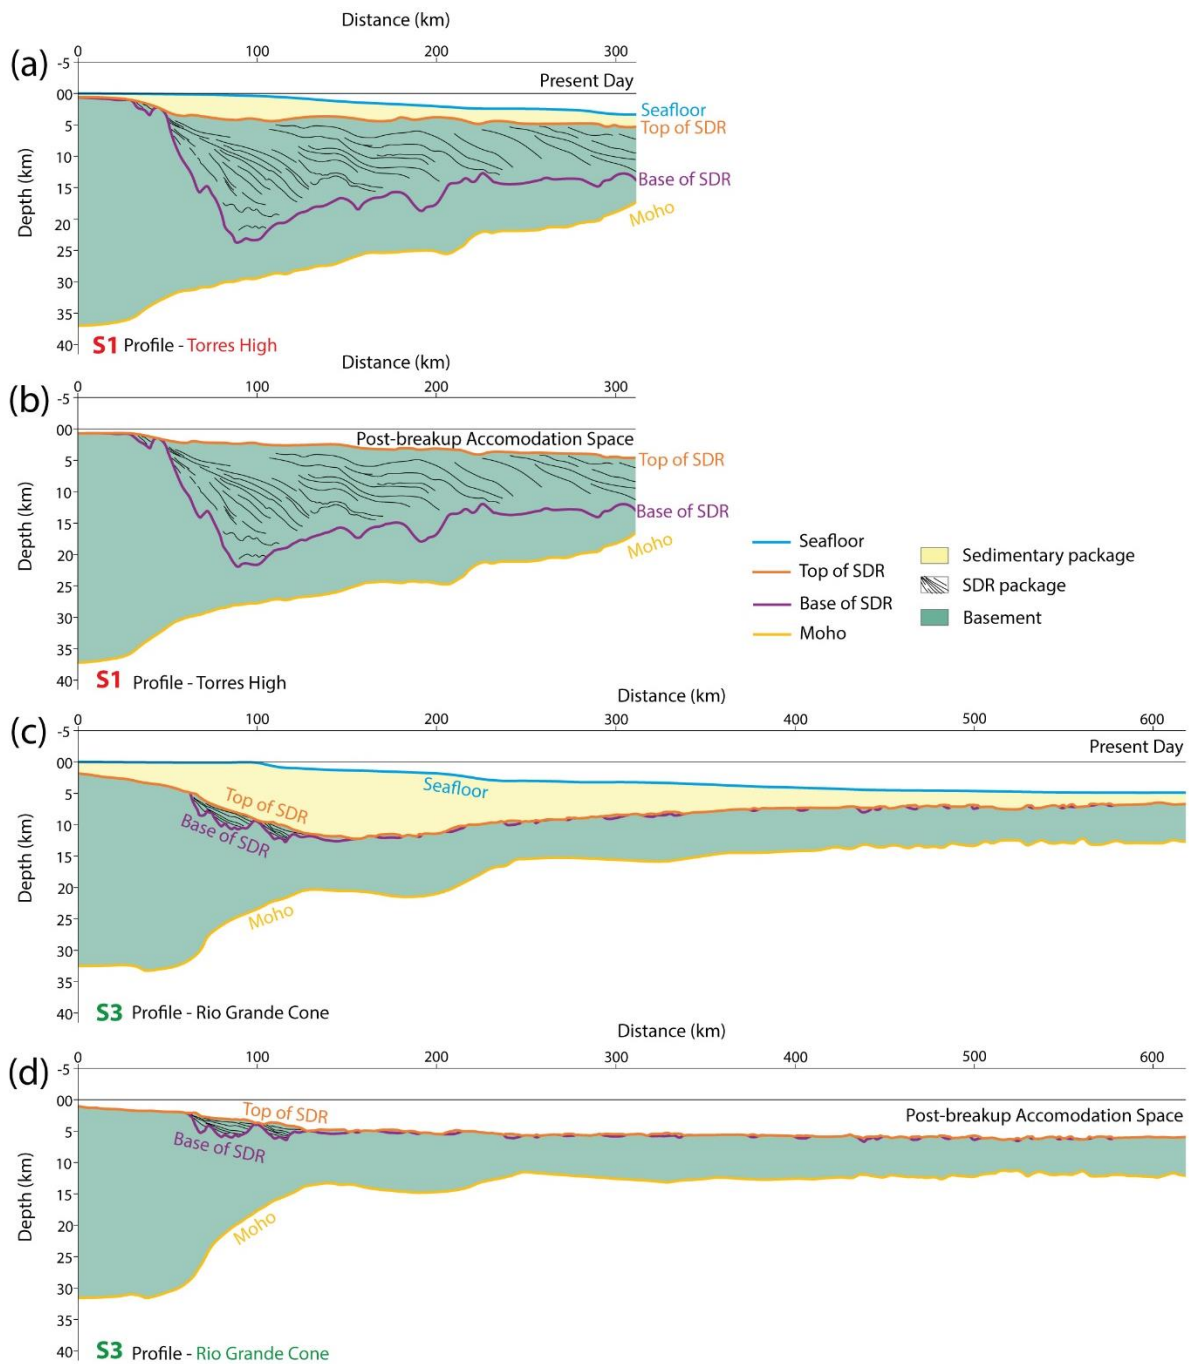 Distance (km)
0 100 200 300
(a)
-5
Present Day
00
Seafloor
5
Top of SDR
10
15
Base of SDR
20
Moho
25
30
35
40
Depth (km)
S1 Profile - Torres High
Distance (km)
0 100 200 300
(b)
-5
00
Post-breakup Accomodation Space
5
Top of SDR
10
Base of SDR
15
20
Moho
25
30
35
40
Depth (km)
S1 Profile - Torres High
Seafloor
Top of SDR
Base of SDR
Moho
Sedimentary package
SDR package
Basement
Distance (km)
0 100 200 300 400 500 600
(c)
-5
Present Day
00
Seafloor
5
Top of SDR
10
Base of SDR
15
20
25
Moho
30
35
40
Depth (km)
S3 Profile - Rio Grande Cone
Distance (km)
0 100 200 300 400 500 600
(d)
-5
00
Top of SDR
Post-breakup Accomodation Space
5
Base of SDR
10
15
20
Moho
25
30
35
40
Depth (km)
S3 Profile - Rio Grande Cone